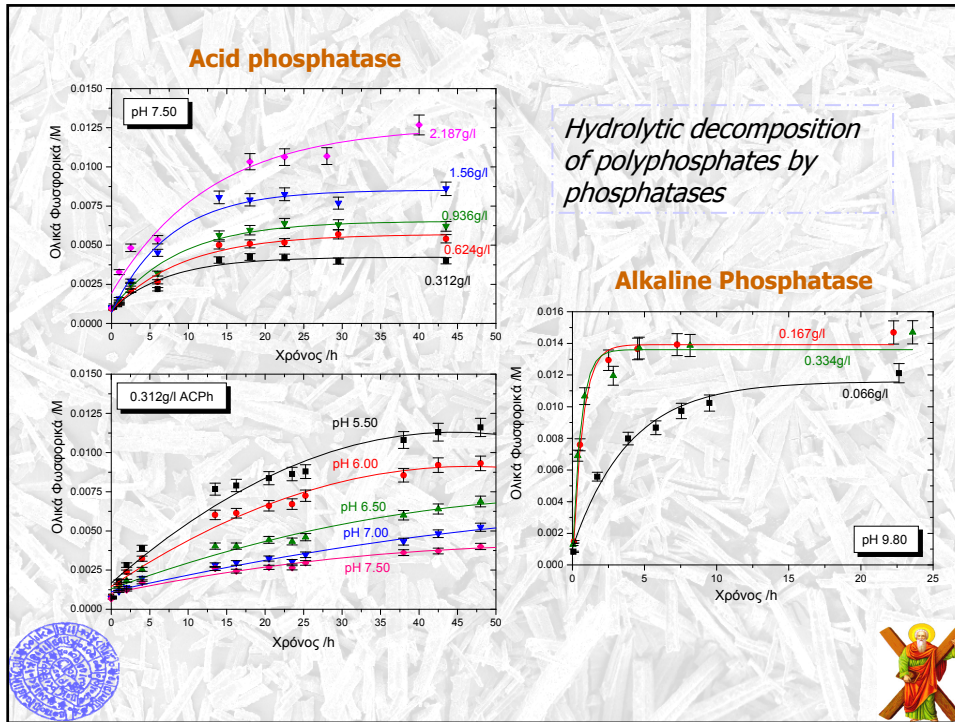 Acid phosphatase
0.0150
0.0125
0.0100
0.0075
0.0050
0.0025
0.0000
Ολικά Φωσφορικά /M
pH 7.50
2.187g/l
1.56g/l
0.936g/l
0.624g/l
0.312g/l
0 5 10 15 20 25 30 35 40 45 50
Χρόνος /h
Hydrolytic decomposition
of polyphosphates by
phosphatases
0.0150
0.0125
0.0100
0.0075
0.0050
0.0025
0.0000
Ολικά Φωσφορικά /M
0.312g/l ACPh
pH 5.50
pH 6.00
pH 6.50
pH 7.00
pH 7.50
0 5 10 15 20 25 30 35 40 45 50
Χρόνος /h
Alkaline Phosphatase
0.016
0.014
0.012
0.010
0.008
0.006
0.004
0.002
0.000
Ολικά Φωσφορικά /M
0.167g/l
0.334g/l
0.066g/l
pH 9.80
0 5 10 15 20 25
Χρόνος /h